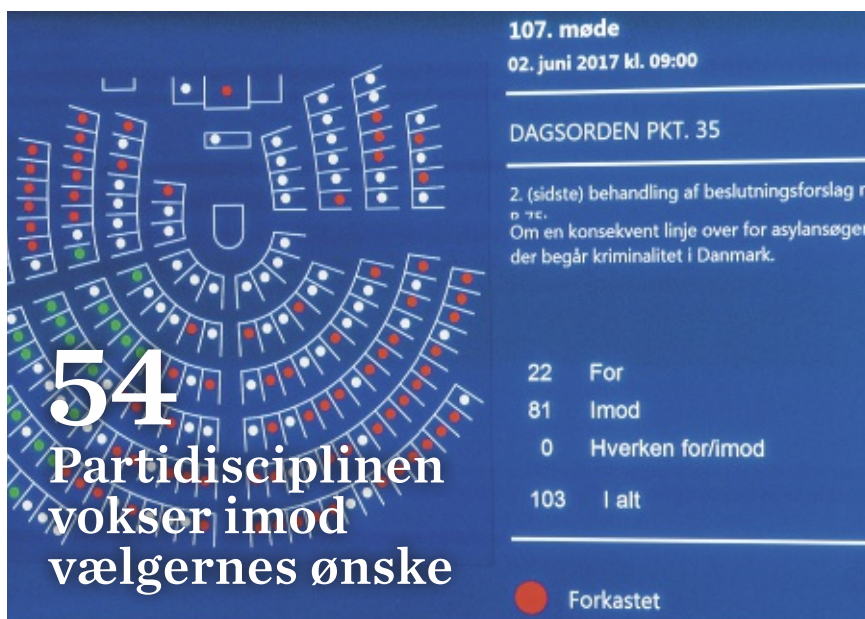 107. møde
02. juni 2017 kl. 09:00
DAGSORDEN PKT. 35
2. (sidste) behandling af beslutningsforslag
Om en konsekvent linje over for asylansøger
der begår kriminalitet i Danmark.
22 For
81 Imod
0 Hverken for/imod
103 I alt
Forkastet
54
Partidisciplinen
vokser imod
vælgernes ønske